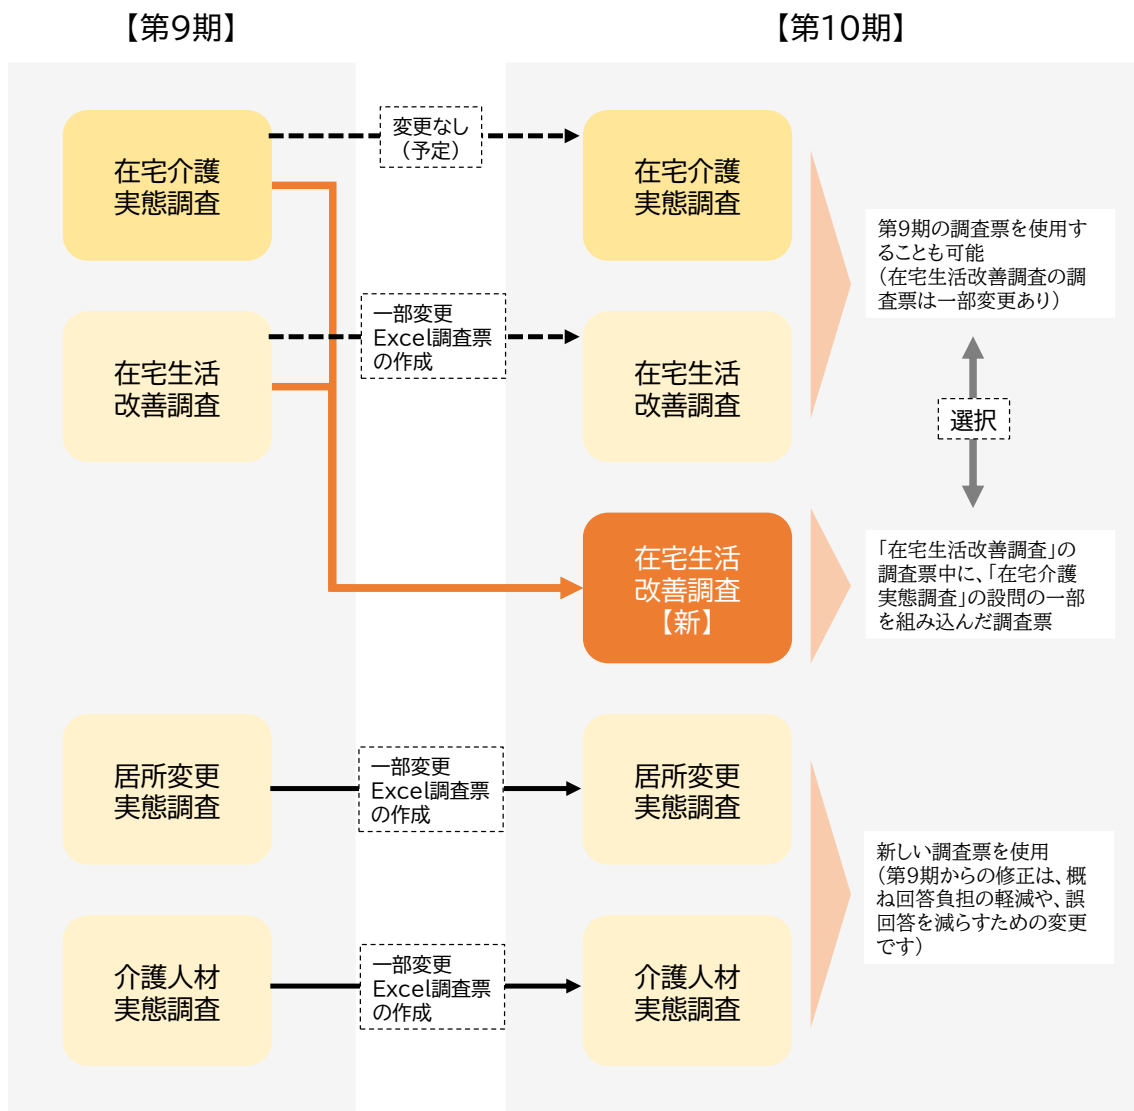 【第9期】
【第10期】
在宅介護
実態調査
変更なし
（予定）
在宅介護
実態調査
第9期の調査票を使用す
ることも可能
（在宅生活改善調査の調
査票は一部変更あり）
在宅生活
改善調査
一部変更
Excel調査票
の作成
在宅生活
改善調査
選択
在宅生活
改善調査
【新】
「在宅生活改善調査」の
調査票中に、「在宅介護
実態調査」の設問の一部
を組み込んだ調査票
居所変更
実態調査
一部変更
Excel調査票
の作成
居所変更
実態調査
新しい調査票を使用
（第9期からの修正は、概
ね回答負担の軽減や、誤
回答を減らすための変更
です）
介護人材
実態調査
一部変更
Excel調査票
の作成
介護人材
実態調査